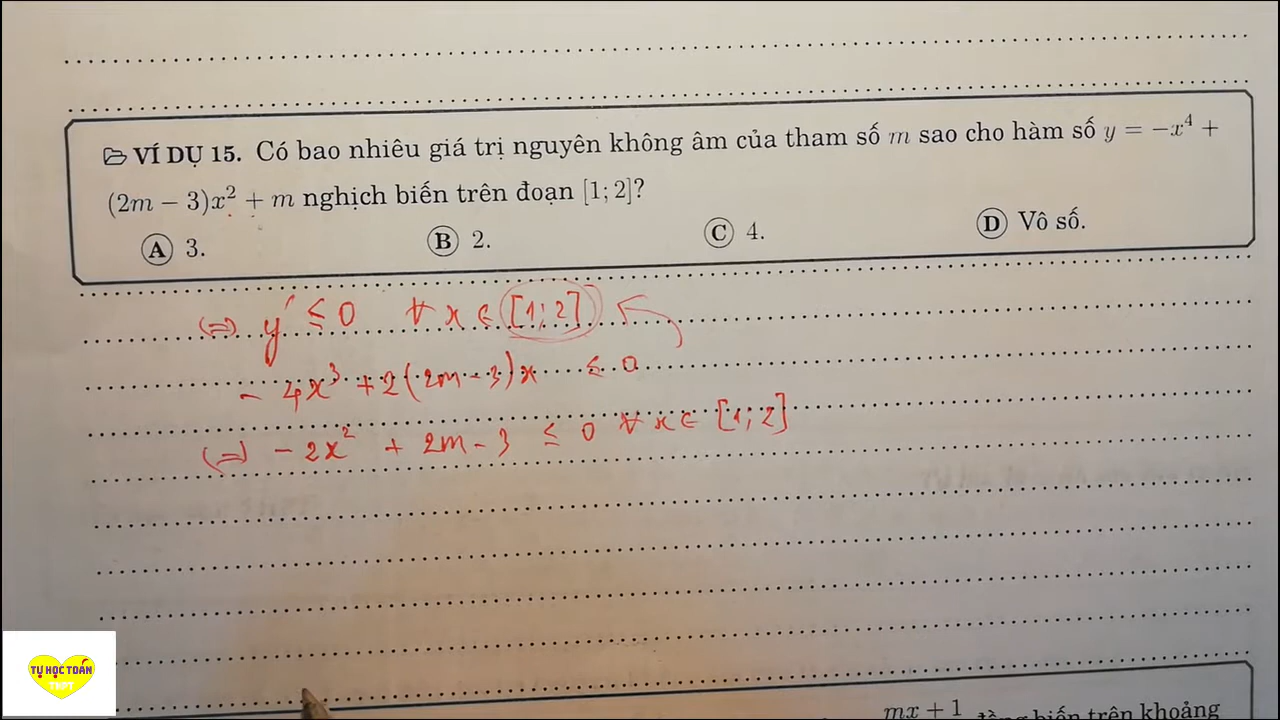 VÍ DỤ 15. Có bao nhiêu giá trị nguyên không âm của tham số m sao cho hàm số y = −x⁴ +
(2m − 3)x² + m nghịch biến trên đoạn [1; 2]?
A 3. B 2. C 4. D Vô số.
⇔ y' ≤ 0 ∀ x ∈ [1; 2]
− 4x³ + 2(2m − 3)x ≤ 0
⇔ − 2x² + 2m − 3 ≤ 0 ∀ x ∈ [1; 2]
TỰ HỌC TOÁN
THPT
mx + 1
đồng biến trên khoảng